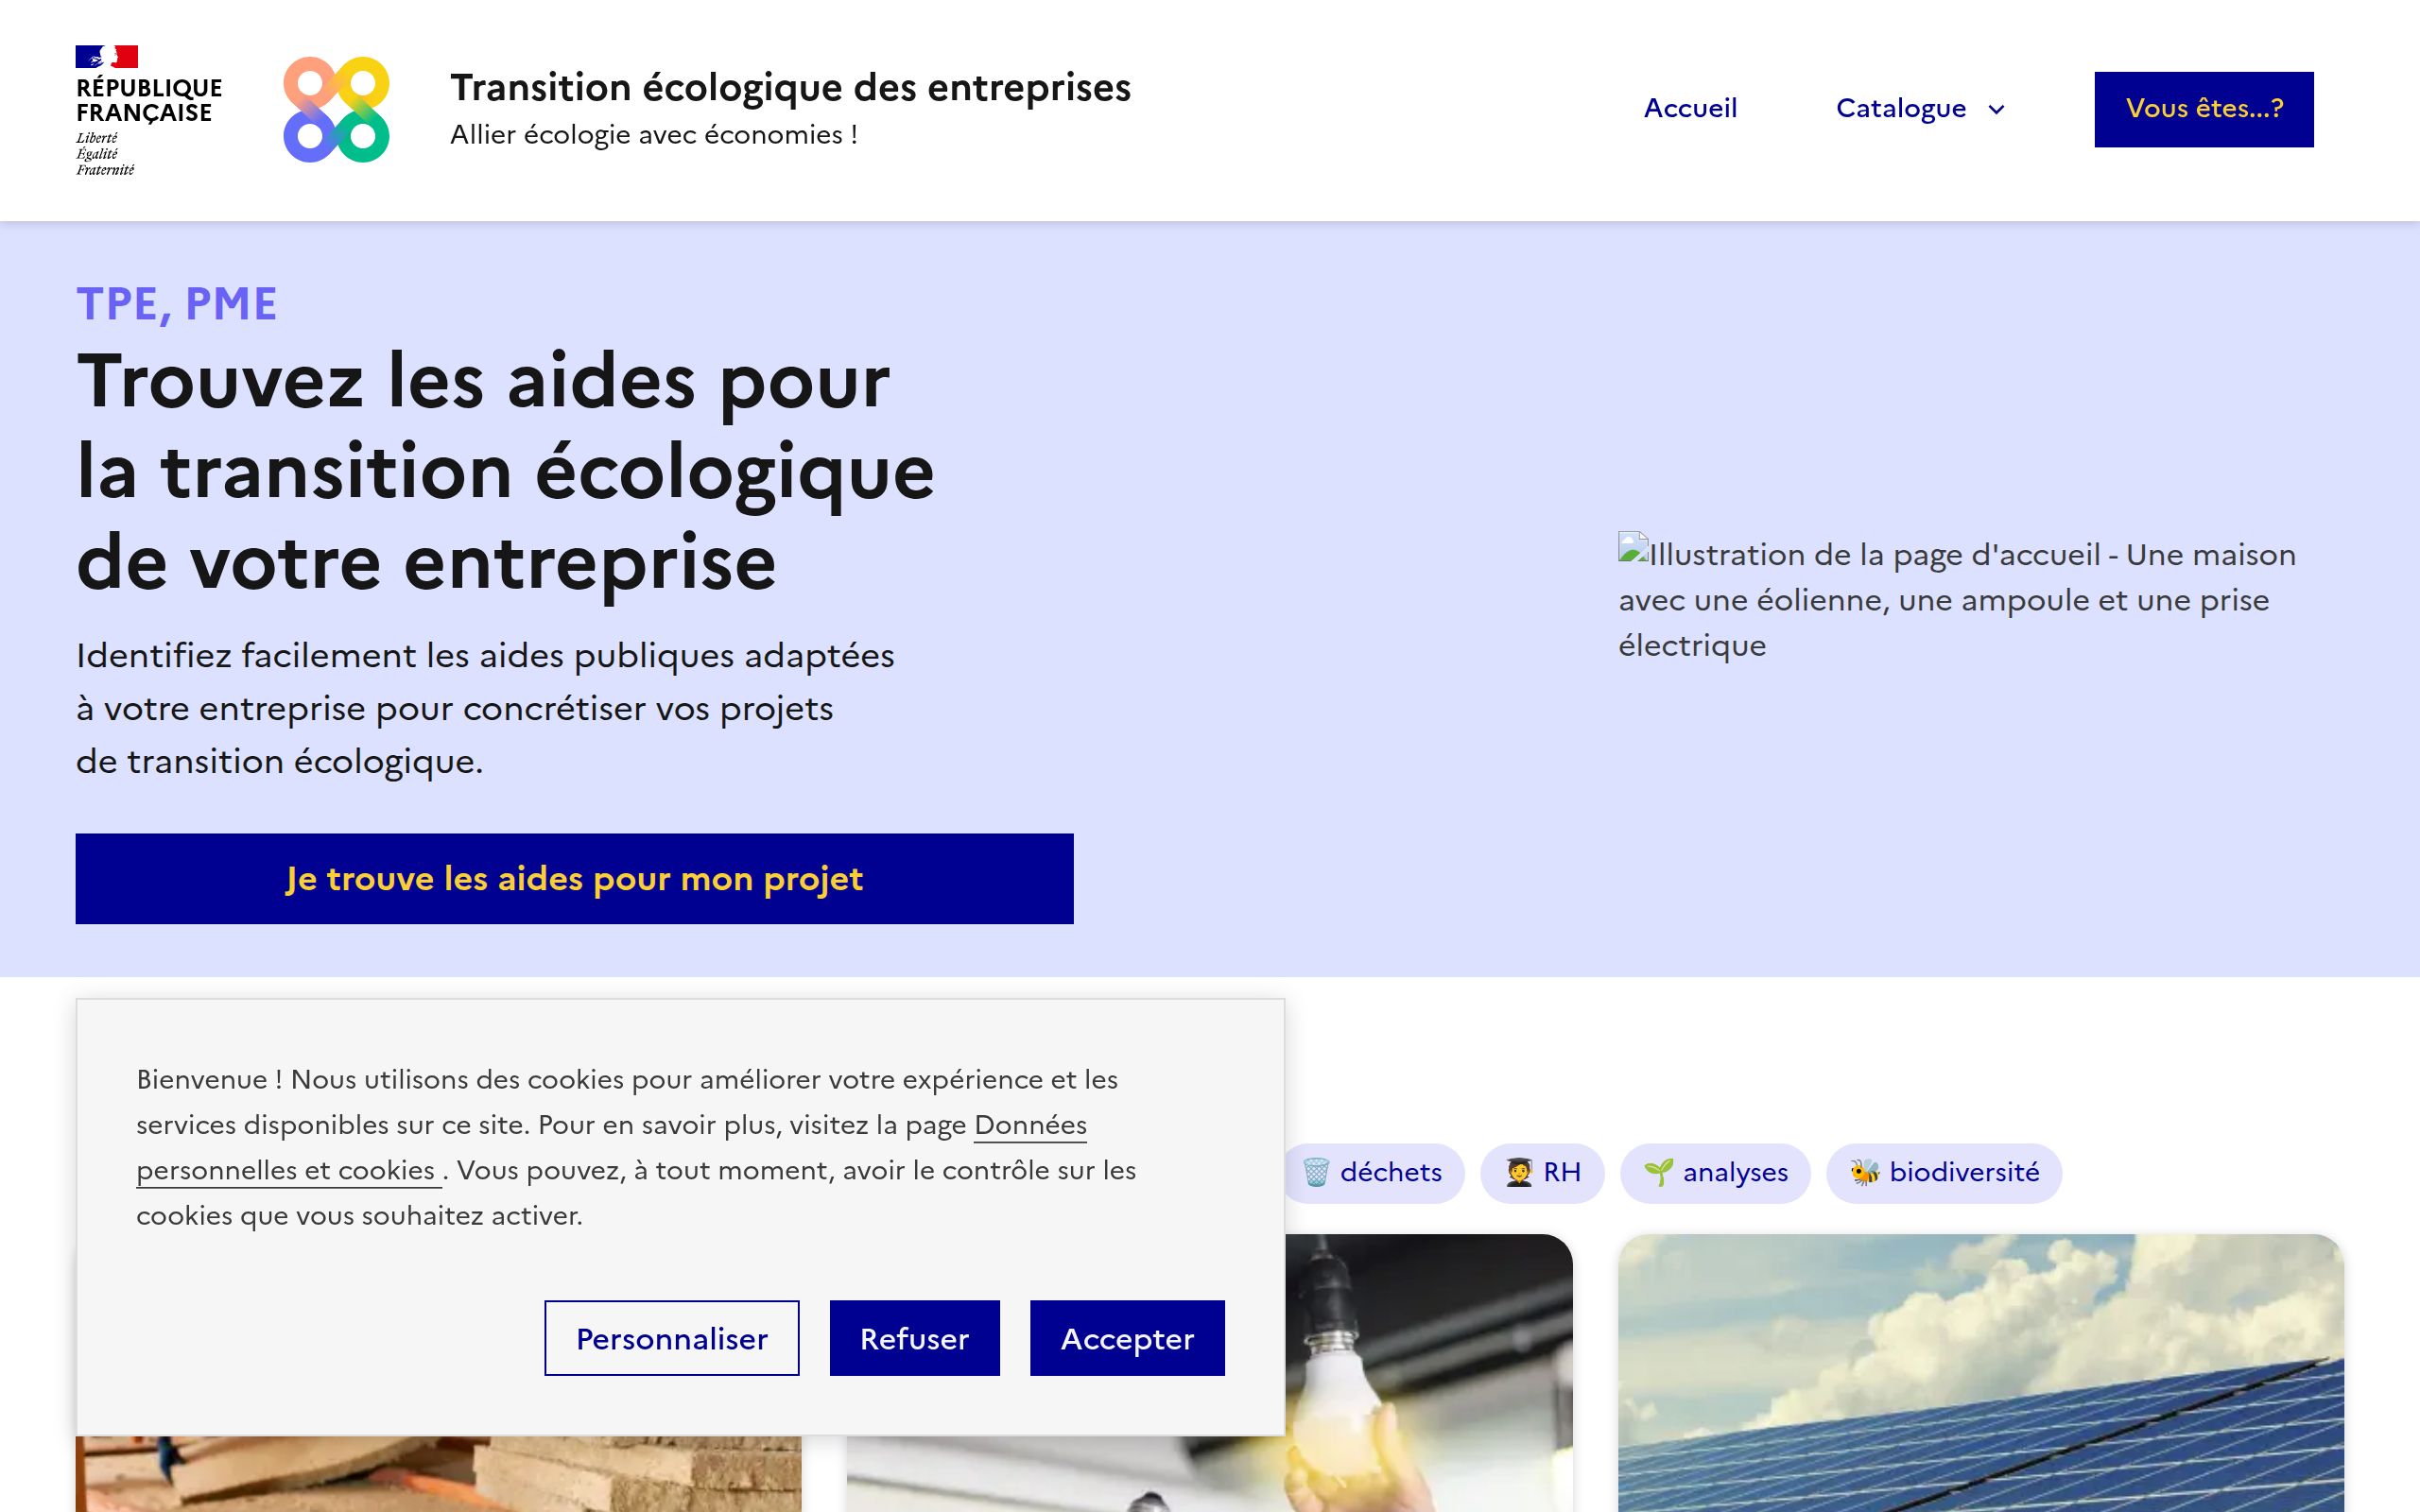 RÉPUBLIQUE
FRANÇAISE
Liberté
Égalité
Fraternité
Transition écologique des entreprises
Allier écologie avec économies !
Accueil
Catalogue
Vous êtes...?
TPE, PME
Trouvez les aides pour
la transition écologique
de votre entreprise
Identifiez facilement les aides publiques adaptées
à votre entreprise pour concrétiser vos projets
de transition écologique.
Je trouve les aides pour mon projet
Illustration de la page d'accueil - Une maison
avec une éolienne, une ampoule et une prise
électrique
Bienvenue ! Nous utilisons des cookies pour améliorer votre expérience et les
services disponibles sur ce site. Pour en savoir plus, visitez la page Données
personnelles et cookies . Vous pouvez, à tout moment, avoir le contrôle sur les
cookies que vous souhaitez activer.
Personnaliser
Refuser
Accepter
déchets
RH
analyses
biodiversité